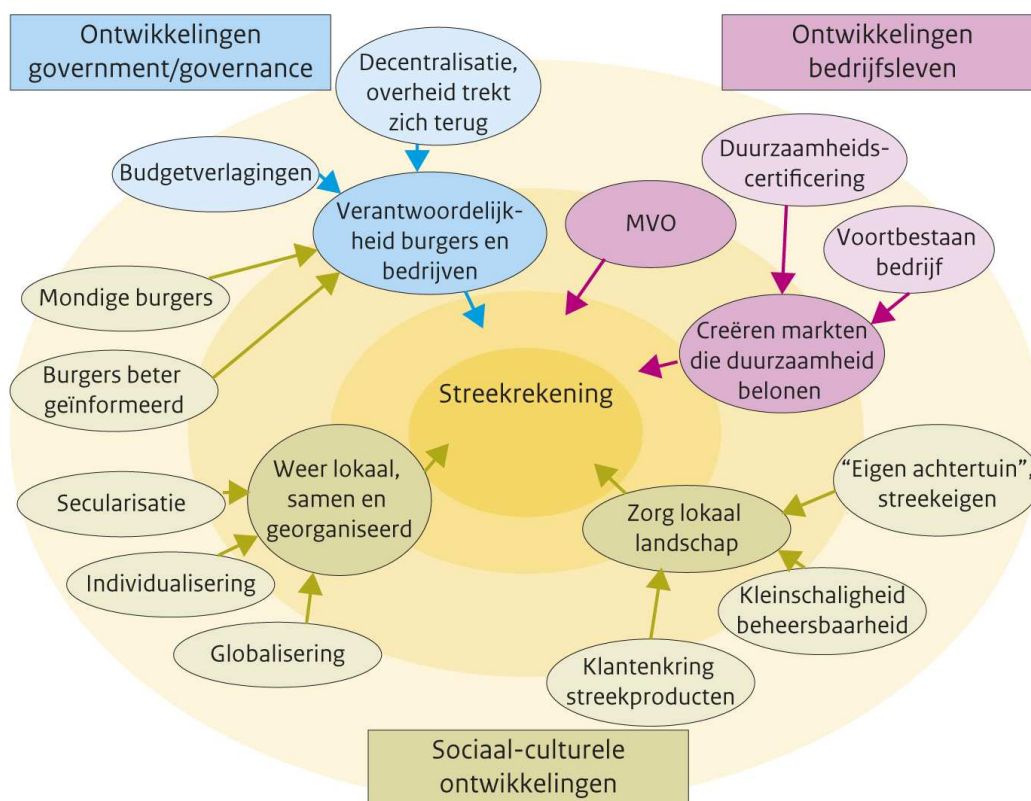 Ontwikkelingen
government/governance
Ontwikkelingen
bedrijfsleven
Decentralisatie,
overheid trekt
zich terug
Budgetverlagingen
Verantwoordelijk-
heid burgers en
bedrijven
MVO
Duurzaamheids-
certificering
Voortbestaan
bedrijf
Mondige burgers
Creëren markten
die duurzaamheid
belonen
Burgers beter
geïnformeerd
Streekrekening
Secularisatie
Weer lokaal,
samen en
georganiseerd
Zorg lokaal
landschap
“Eigen achtertuin”,
streekeigen
Individualisering
Kleinschaligheid
beheersbaarheid
Globalisering
Klantenkring
streekproducten
Sociaal-culturele
ontwikkelingen